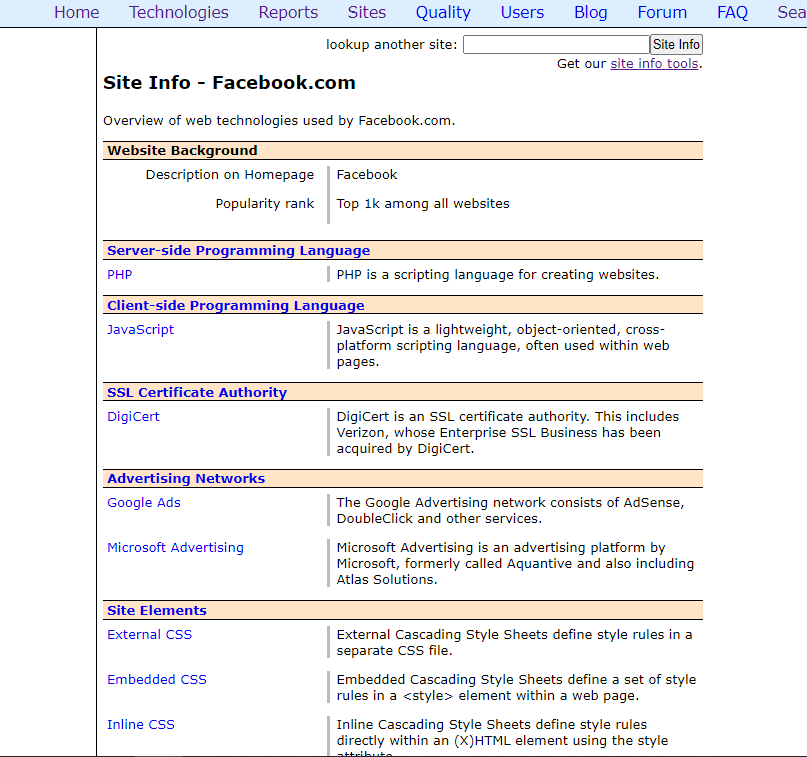 Home Technologies Reports Sites Quality Users Blog Forum FAQ Sea
lookup another site: Site Info
Get our site info tools.
Site Info - Facebook.com
Overview of web technologies used by Facebook.com.
Website Background
Description on Homepage Facebook
Popularity rank Top 1k among all websites
Server-side Programming Language
PHP PHP is a scripting language for creating websites.
Client-side Programming Language
JavaScript JavaScript is a lightweight, object-oriented, cross-
platform scripting language, often used within web
pages.
SSL Certificate Authority
DigiCert DigiCert is an SSL certificate authority. This includes
Verizon, whose Enterprise SSL Business has been
acquired by DigiCert.
Advertising Networks
Google Ads The Google Advertising network consists of AdSense,
DoubleClick and other services.
Microsoft Advertising Microsoft Advertising is an advertising platform by
Microsoft, formerly called Aquantive and also including
Atlas Solutions.
Site Elements
External CSS External Cascading Style Sheets define style rules in a
separate CSS file.
Embedded CSS Embedded Cascading Style Sheets define a set of style
rules in a <style> element within a web page.
Inline CSS Inline Cascading Style Sheets define style rules
directly within an (X)HTML element using the style
attribute.